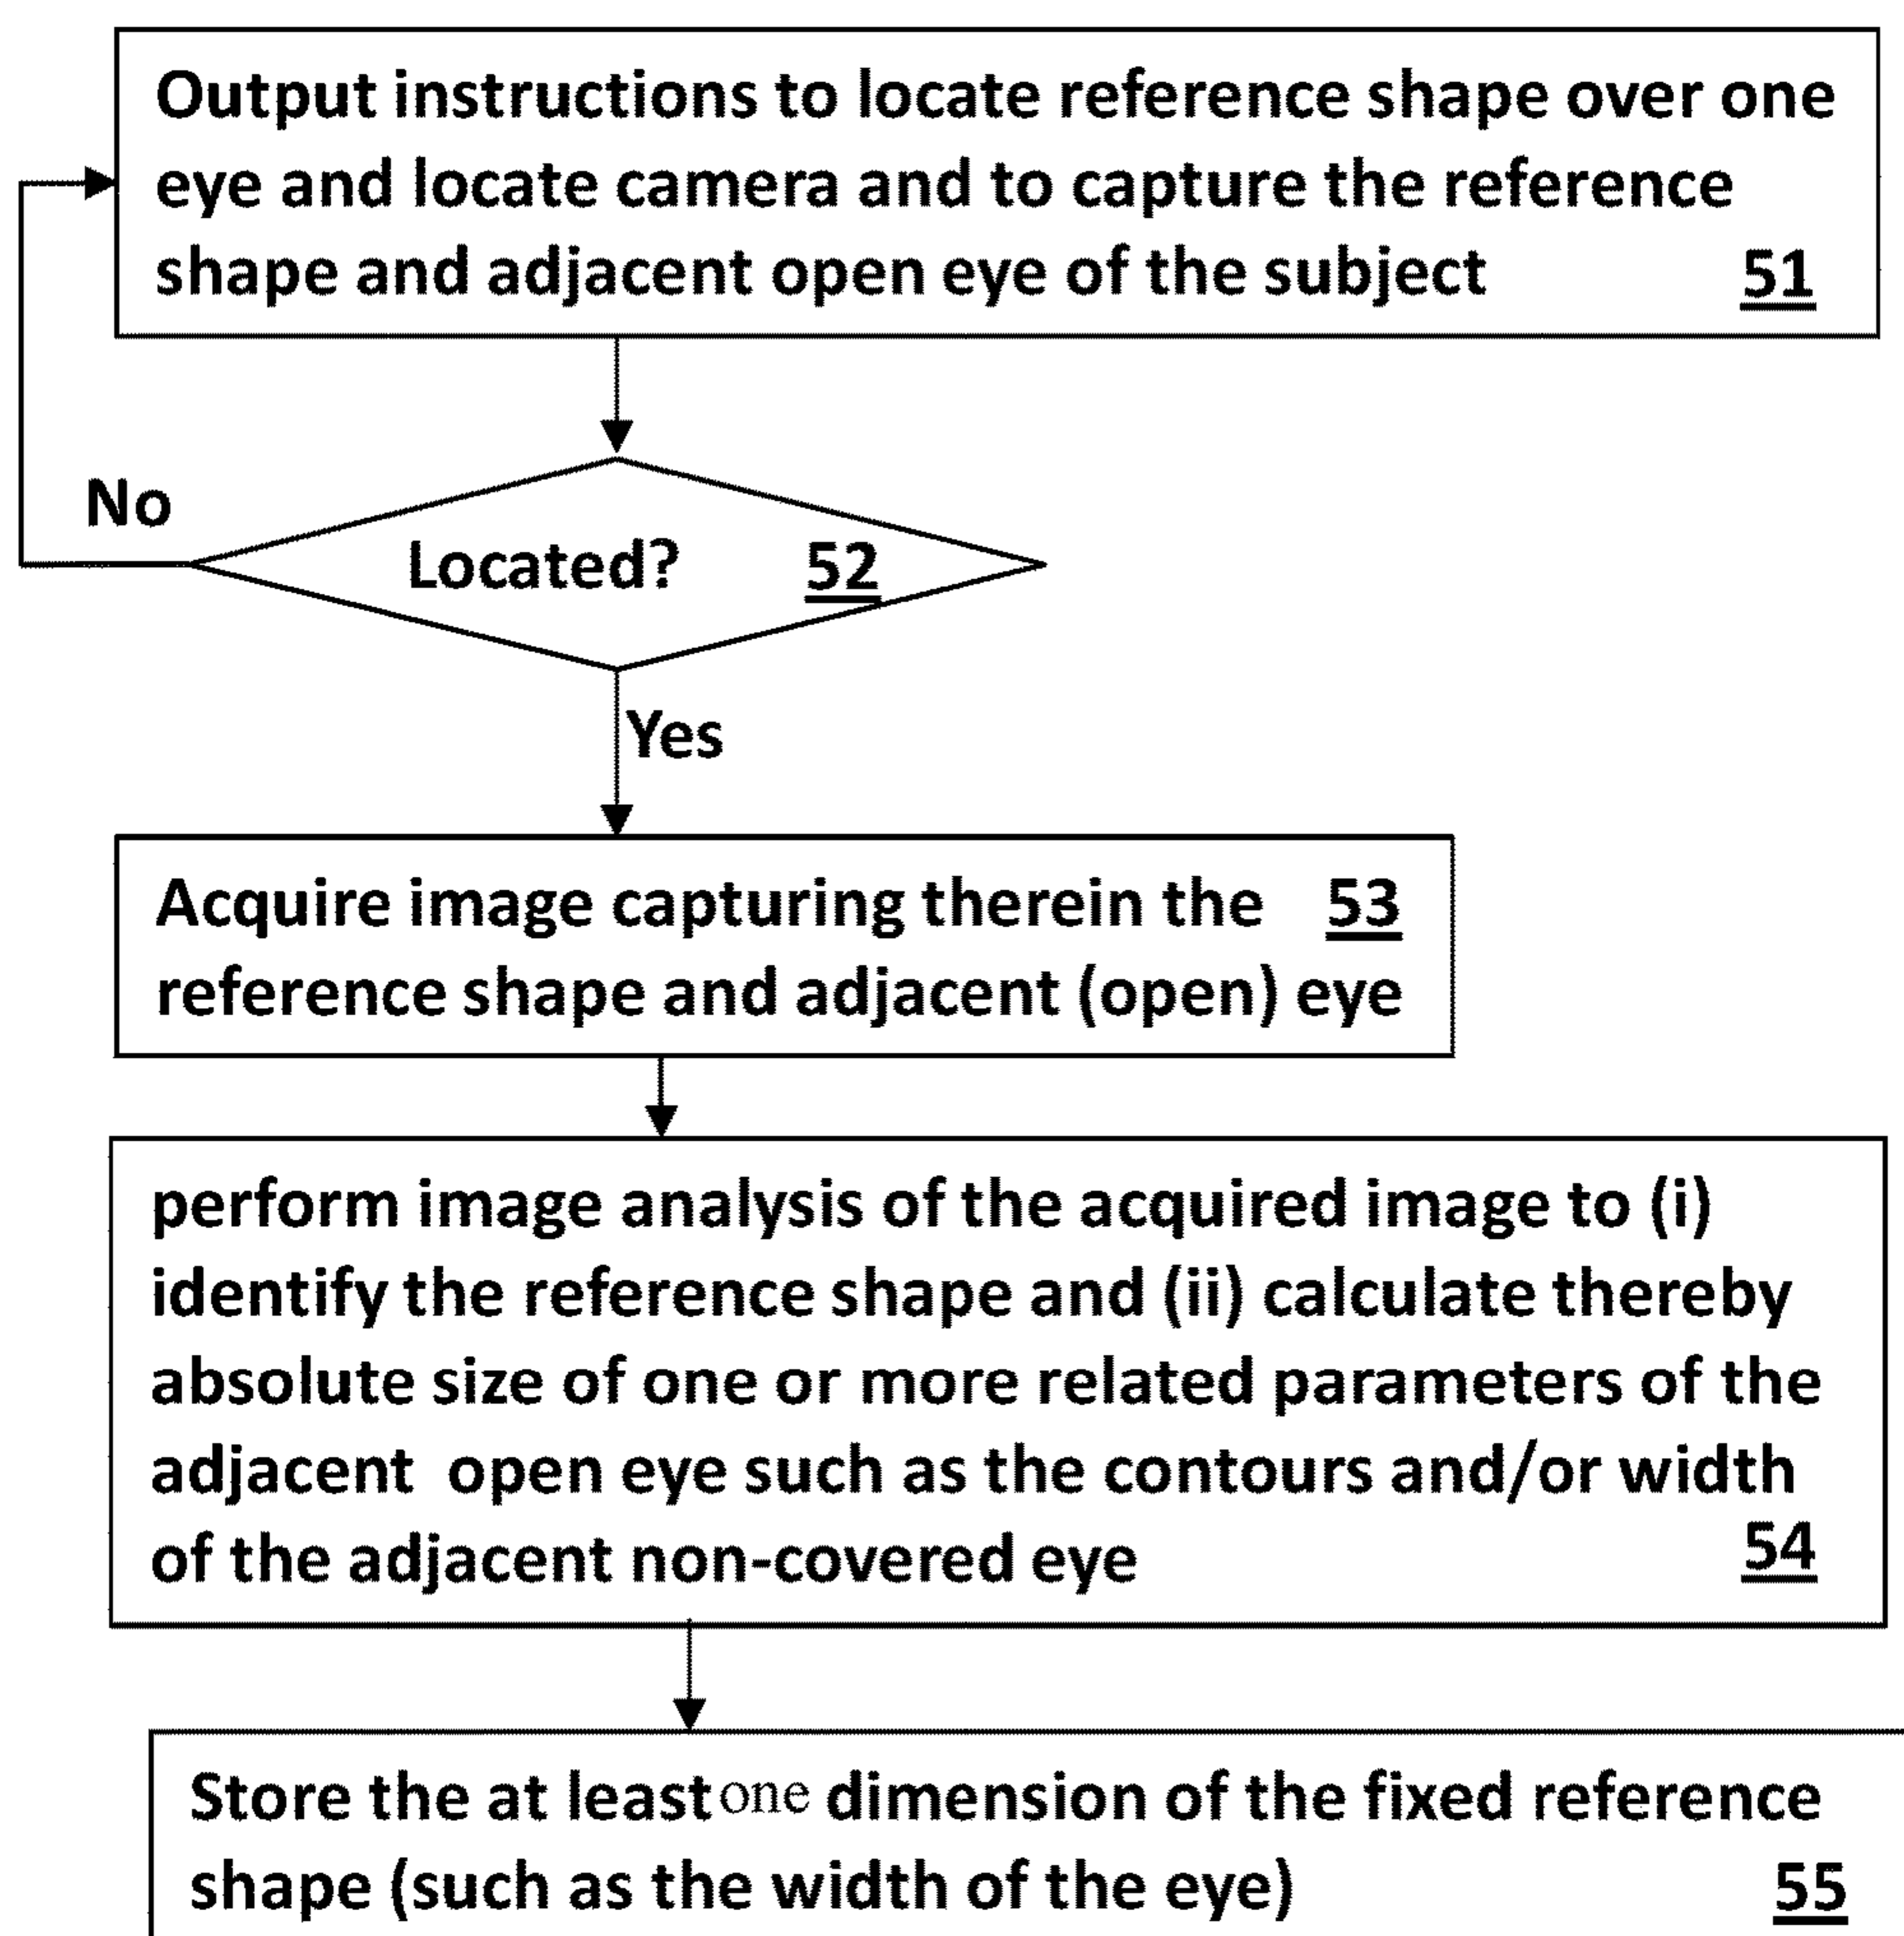 Output instructions to locate reference shape over one
eye and locate camera and to capture the reference
shape and adjacent open eye of the subject 51
No
Located? 52
Yes
Acquire image capturing therein the 53
reference shape and adjacent (open) eye
perform image analysis of the acquired image to (i)
identify the reference shape and (ii) calculate thereby
absolute size of one or more related parameters of the
adjacent open eye such as the contours and/or width
of the adjacent non-covered eye 54
Store the at least one dimension of the fixed reference
shape (such as the width of the eye) 55